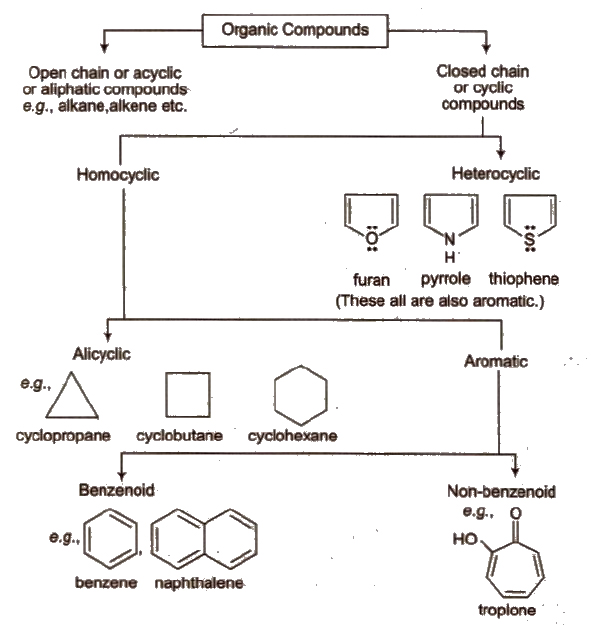 Organic Compounds
Open chain or acyclic
or aliphatic compounds
e.g., alkane,alkene etc.
Closed chain
or cyclic
compounds
Homocyclic
Heterocyclic
O
N
H
S
furan pyrrole thiophene
(These all are also aromatic.)
Alicyclic
Aromatic
e.g.,
cyclopropane cyclobutane cyclohexane
Benzenoid
e.g., ,
benzene naphthalene
Non-benzenoid
e.g., O
HO
troplone